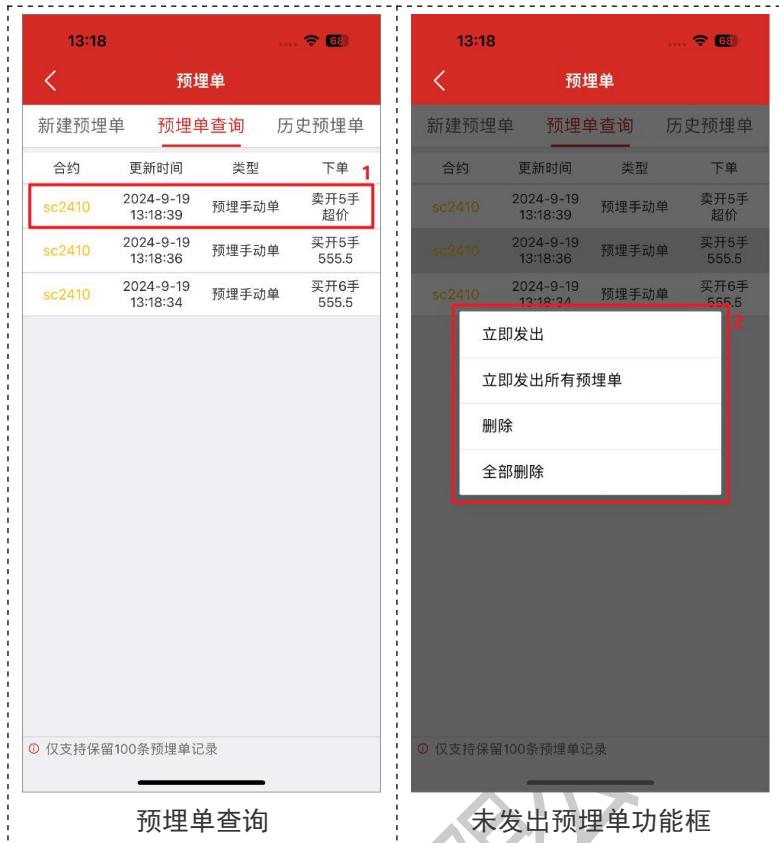 13:18
68
预埋单
新建预埋单 预埋单查询 历史预埋单
合约 更新时间 类型 下单 1
sc2410 2024-9-19 13:18:39 预埋手动单 卖开5手 超价
sc2410 2024-9-19 13:18:36 预埋手动单 买开5手 555.5
sc2410 2024-9-19 13:18:34 预埋手动单 买开6手 555.5
仅支持保留100条预埋单记录
预埋单查询
13:18
68
预埋单
新建预埋单 预埋单查询 历史预埋单
合约 更新时间 类型 下单
sc2410 2024-9-19 13:18:39 预埋手动单 卖开5手 超价
sc2410 2024-9-19 13:18:36 预埋手动单 买开5手 555.5
sc2410 2024-9-19 13:18:34 预埋手动单 买开6手 555.5
2
立即发出
立即发出所有预埋单
删除
全部删除
仅支持保留100条预埋单记录
未发出预埋单功能框